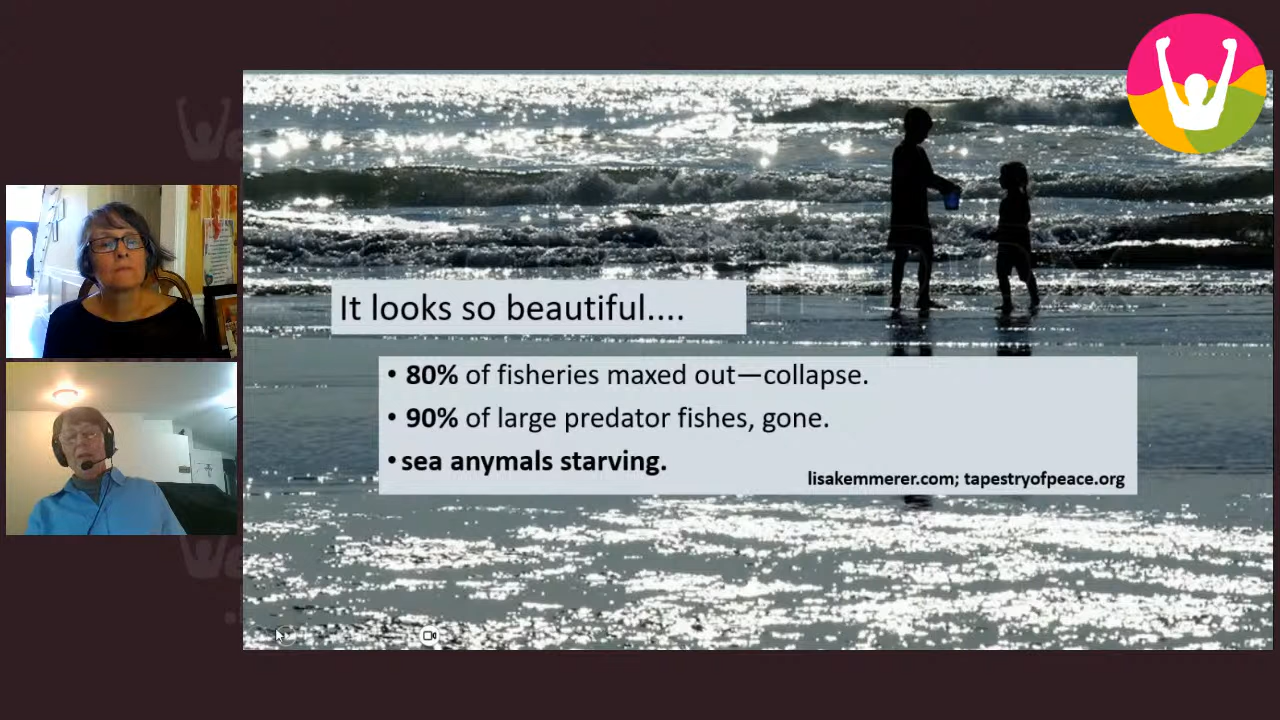 It looks so beautiful....
• 80% of fisheries maxed out—collapse.
• 90% of large predator fishes, gone.
• sea anymals starving.
lisakemmerer.com; tapestryofpeace.org